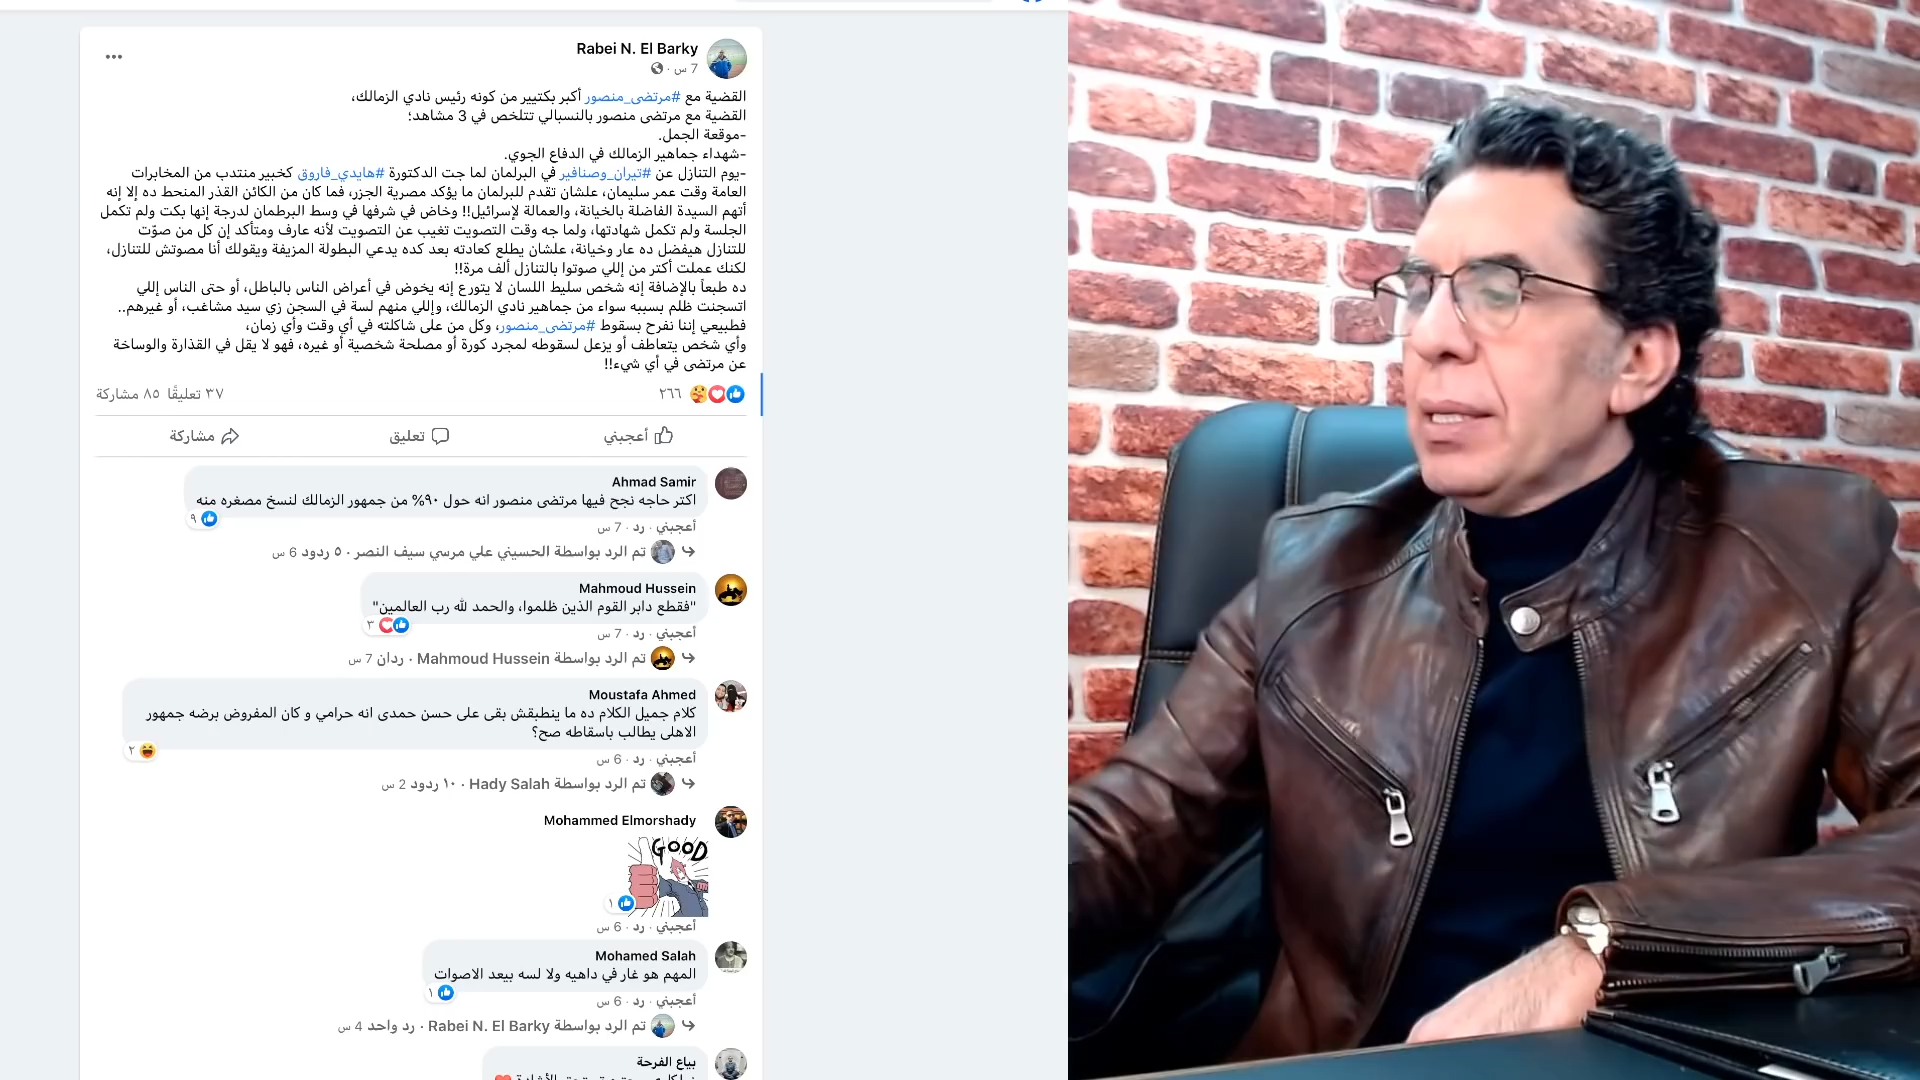 Rabei N. El Barky
7 س ·
القضية مع #مرتضى_منصور أكبر بكتيير من كونه رئيس نادي الزمالك،
القضية مع مرتضى منصور بالنسبالي تتلخص في 3 مشاهد؛
-موقعة الجمل.
-شهداء جماهير الزمالك في الدفاع الجوي.
-يوم التنازل عن #تيران_وصنافير في البرلمان لما جت الدكتورة #هايدي_فاروق كخبير منتدب من المخابرات
العامة وقت عمر سليمان، علشان تقدم للبرلمان ما يؤكد مصرية الجزر، فما كان من الكائن القذر المنحط ده إلا إنه
أتهم السيدة الفاضلة بالخيانة، والعمالة لإسرائيل!! وخاض في شرفها في وسط البرطمان لدرجة إنها بكت ولم تكمل
الجلسة ولم تكمل شهادتها، ولما جه وقت التصويت تغيب عن التصويت لأنه عارف ومتأكد إن كل من صوّت
للتنازل هيفضل ده عار وخيانة، علشان يطلع كعادته بعد كده يدعي البطولة المزيفة ويقولك أنا مصوتش للتنازل،
لكنك عملت أكتر من إللي صوتوا بالتنازل ألف مرة!!
ده طبعاً بالإضافة إنه شخص سليط اللسان لا يتورع إنه يخوض في أعراض الناس بالباطل، أو حتى الناس إللي
اتسجنت ظلم بسببه سواء من جماهير نادي الزمالك، وإللي منهم لسة في السجن زي سيد مشاغب، أو غيرهم..
فطبيعي إننا نفرح بسقوط #مرتضى_منصور، وكل من على شاكلته في أي وقت وأي زمان،
وأي شخص يتعاطف أو يزعل لسقوطه لمجرد كورة أو مصلحة شخصية أو غيره، فهو لا يقل في القذارة والوساخة
عن مرتضى في أي شيء!!
٢٦٦
٣٧ تعليقًا ٨٥ مشاركة
أعجبني تعليق مشاركة
Ahmad Samir
اكتر حاجه نجح فيها مرتضى منصور انه حول ٩٠% من جمهور الزمالك لنسخ مصغره منه
٩
أعجبني · رد · 7 س
تم الرد بواسطة الحسيني علي مرسي سيف النصر · ٥ ردود 6 س
Mahmoud Hussein
"فقطع دابر القوم الذين ظلموا، والحمد لله رب العالمين"
٣
أعجبني · رد · 7 س
تم الرد بواسطة Mahmoud Hussein · ردان 7 س
Moustafa Ahmed
كلام جميل الكلام ده ما ينطبقش بقى على حسن حمدى انه حرامي و كان المفروض برضه جمهور
الاهلى يطالب باسقاطه صح؟
٢
أعجبني · رد · 6 س
تم الرد بواسطة Hady Salah · ١٠ ردود 2 س
Mohammed Elmorshady
GOOD
١
أعجبني · رد · 6 س
Mohamed Salah
المهم هو غار في داهيه ولا لسه بيعد الاصوات
١
أعجبني · رد · 6 س
تم الرد بواسطة Rabei N. El Barky · رد واحد 4 س
بياع الفرحة